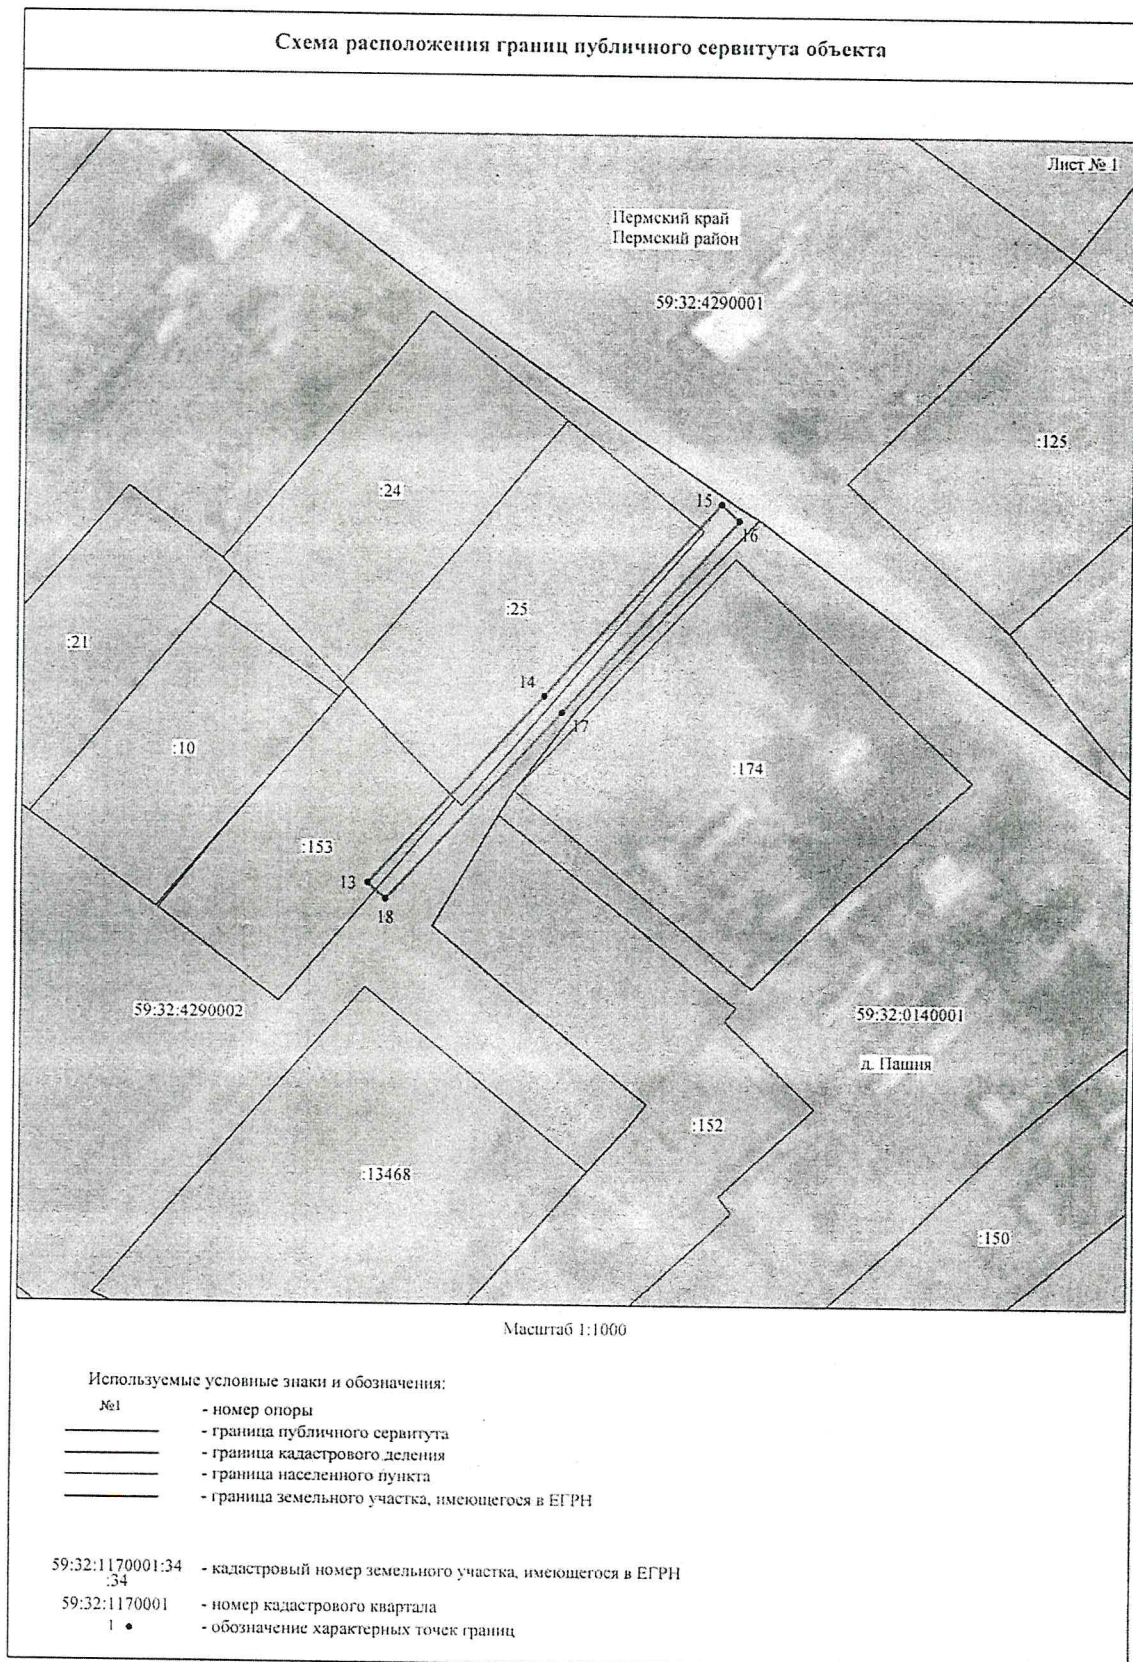 Схема расположения границ публичного сервитута объекта
Лист № 1
Пермский край
Пермский район
59:32:4290001
:125
:24
15
16
:25
:21
14
17
:10
:174
:153
13
18
59:32:4290002
59:32:0140001
д. Пашня
:152
:13468
:150
Масштаб 1:1000
Используемые условные знаки и обозначения:
№1 - номер опоры
- граница публичного сервитута
- граница кадастрового деления
- граница населенного пункта
- граница земельного участка, имеющегося в ЕГРН
59:32:1170001:34 - кадастровый номер земельного участка, имеющегося в ЕГРН
:34
59:32:1170001 - номер кадастрового квартала
1 - обозначение характерных точек границ